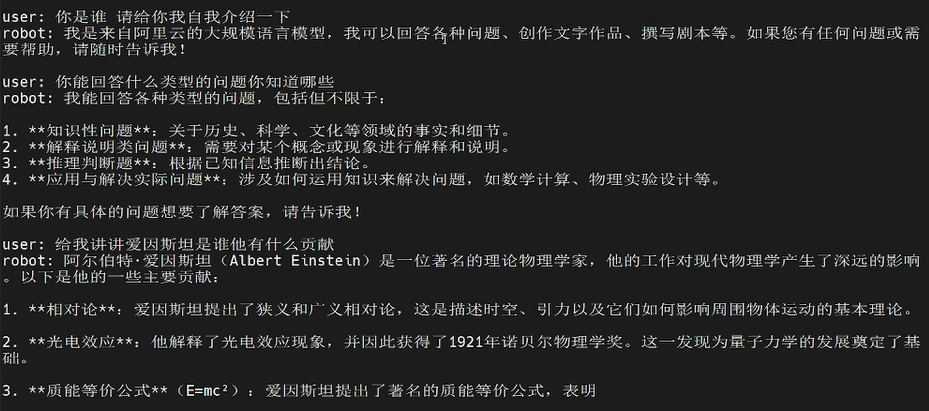 user: 你是谁 请给你我自我介绍一下
robot: 我是来自阿里云的大规模语言模型，我可以回答各种问题、创作文字作品、撰写剧本等。如果您有任何问题或需
要帮助，请随时告诉我！
user: 你能回答什么类型的问题你知道哪些
robot: 我能回答各种类型的问题，包括但不限于：
1. **知识性问题**：关于历史、科学、文化等领域的事实和细节。
2. **解释说明类问题**：需要对某个概念或现象进行解释和说明。
3. **推理判断题**：根据已知信息推断出结论。
4. **应用与解决实际问题**：涉及如何运用知识来解决问题，如数学计算、物理实验设计等。
如果你有具体的问题想要了解答案，请告诉我！
user: 给我讲讲爱因斯坦是谁他有什么贡献
robot: 阿尔伯特·爱因斯坦（Albert Einstein）是一位著名的理论物理学家，他的工作对现代物理学产生了深远的影响
。以下是他的一些主要贡献：
1. **相对论**：爱因斯坦提出了狭义和广义相对论，这是描述时空、引力以及它们如何影响周围物体运动的基本理论。
2. **光电效应**：他解释了光电效应现象，并因此获得了1921年诺贝尔物理学奖。这一发现为量子力学的发展奠定了基
础。
3. **质能等价公式**（E=mc²）：爱因斯坦提出了著名的质能等价公式，表明